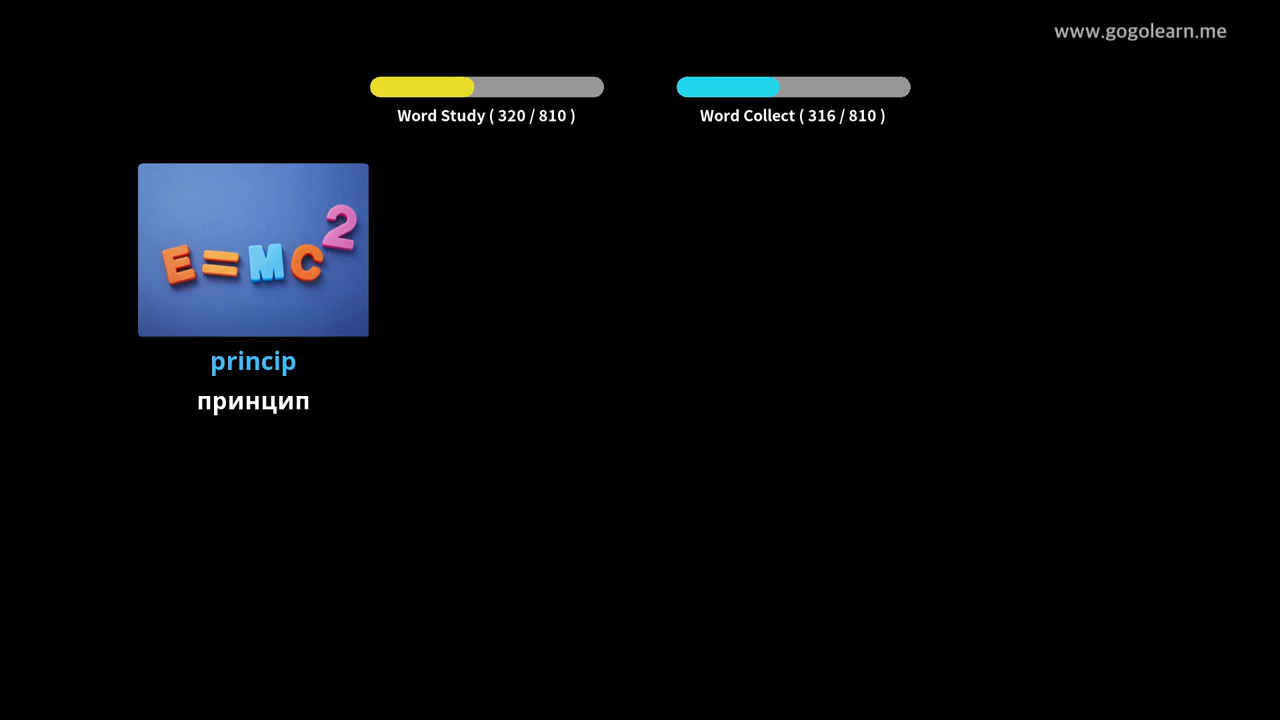 www.gogolearn.me
Word Study ( 320 / 810 )
Word Collect ( 316 / 810 )
E=MC²
princip
принцип